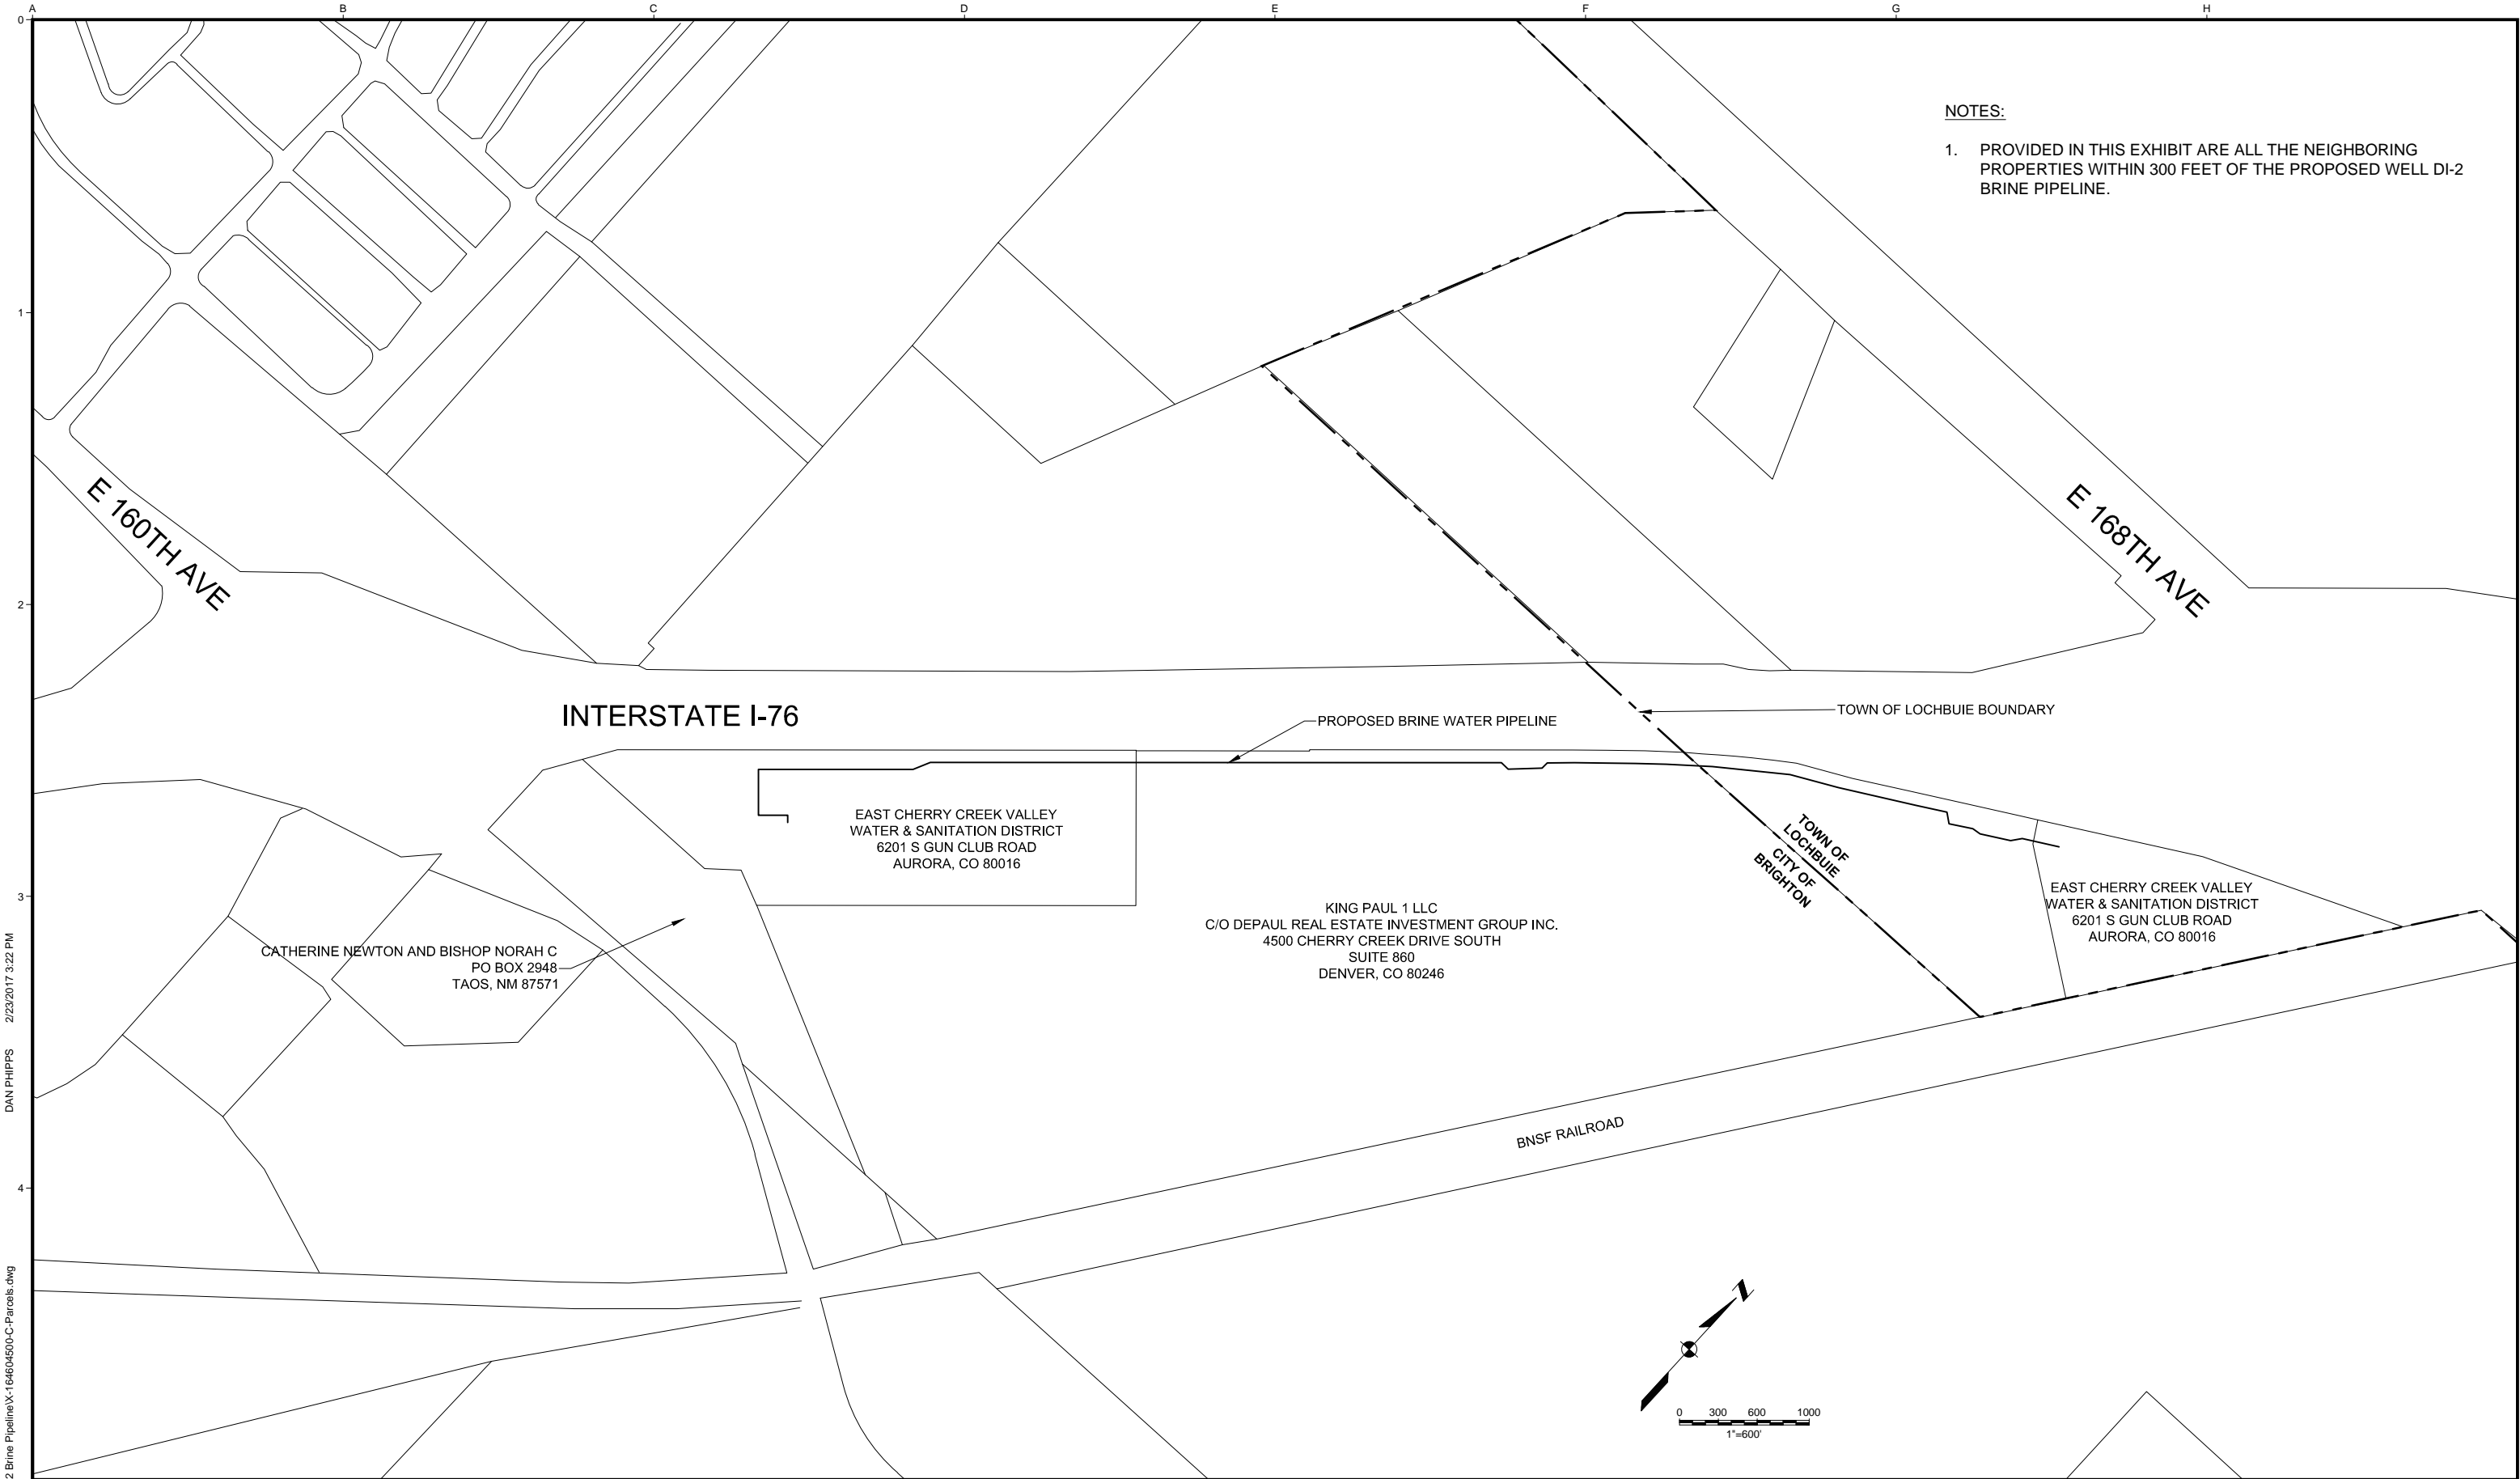 A B C D E F G H
0
1
2
3
4
NOTES:
1. PROVIDED IN THIS EXHIBIT ARE ALL THE NEIGHBORING
PROPERTIES WITHIN 300 FEET OF THE PROPOSED WELL DI-2
BRINE PIPELINE.
E 160TH AVE
E 168TH AVE
INTERSTATE I-76
PROPOSED BRINE WATER PIPELINE
TOWN OF LOCHBUIE BOUNDARY
EAST CHERRY CREEK VALLEY
WATER & SANITATION DISTRICT
6201 S GUN CLUB ROAD
AURORA, CO 80016
TOWN OF
LOCHBUIE
CITY OF
BRIGHTON
EAST CHERRY CREEK VALLEY
WATER & SANITATION DISTRICT
6201 S GUN CLUB ROAD
AURORA, CO 80016
KING PAUL 1 LLC
C/O DEPAUL REAL ESTATE INVESTMENT GROUP INC.
4500 CHERRY CREEK DRIVE SOUTH
SUITE 860
DENVER, CO 80246
CATHERINE NEWTON AND BISHOP NORAH C
PO BOX 2948
TAOS, NM 87571
BNSF RAILROAD
N
0 300 600 1000
1"=600'
2 Brine Pipeline\X-164604500-C-Parcels.dwg DAN PHIPPS 2/23/2017 3:22 PM